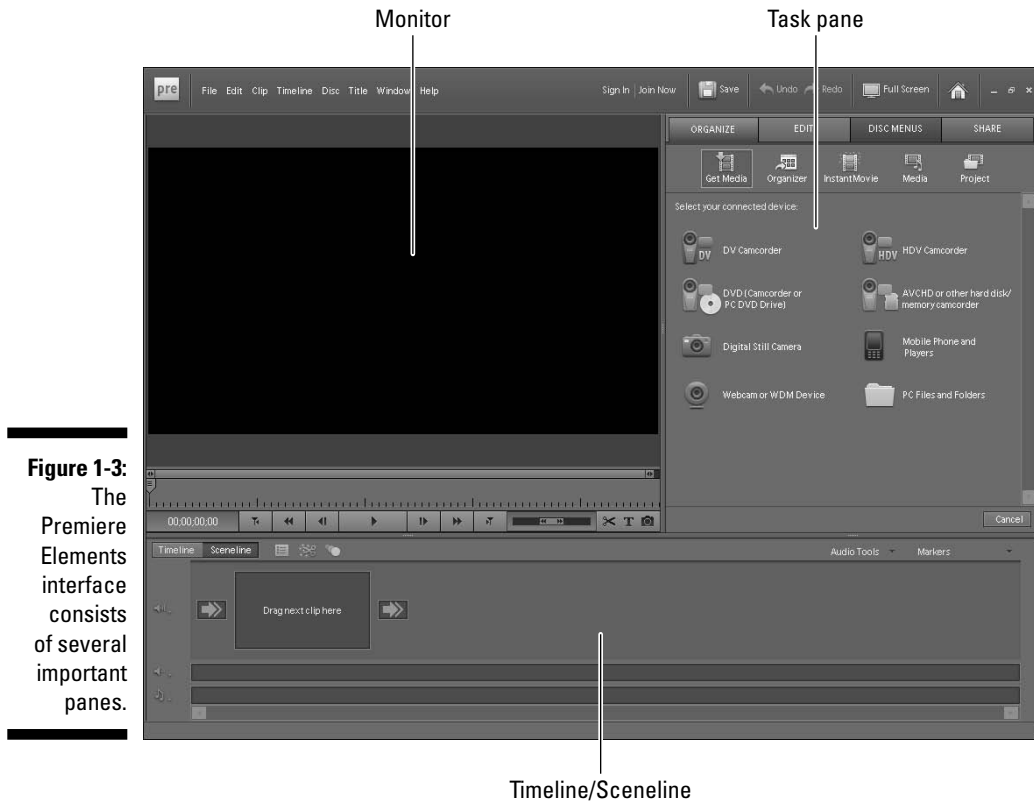 Monitor
Task pane
pre File Edit Clip Timeline Disc Title Window Help Sign In Join Now Save Undo Redo Full Screen
ORGANIZE EDIT DISC MENUS SHARE
Get Media Organizer InstantMovie Media Project
Select your connected device:
DV DV Camcorder
HDV HDV Camcorder
DVD (Camcorder or
PC DVD Drive)
AVCHD or other hard disk/
memory camcorder
Digital Still Camera
Mobile Phone and
Players
Webcam or WDM Device
PC Files and Folders
Cancel
00;00;00;00
T
Timeline Sceneline Audio Tools Markers
Drag next clip here
Timeline/Sceneline
Figure 1-3:
The
Premiere
Elements
interface
consists
of several
important
panes.